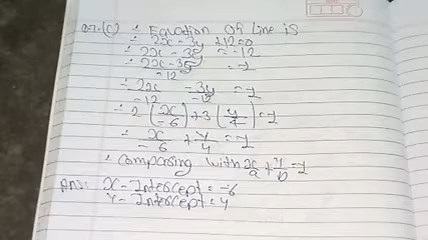 Q7.(C) ∴ Equation Of Line is
∴ 2x - 3y + 12 = 0
∴ 2x - 3y = -12
∴ 2x - 3y / -12 = 1
∴ 2x / -12 - 3y / -12 = 1
∴ 2 (x / -6) + 3 (y / 4) = 1
∴ x / -6 + y / 4 = 1
∴ Comparing with x/a + y/b = 1
Ans:- X - Intercept = -6
Y - Intercept = 4